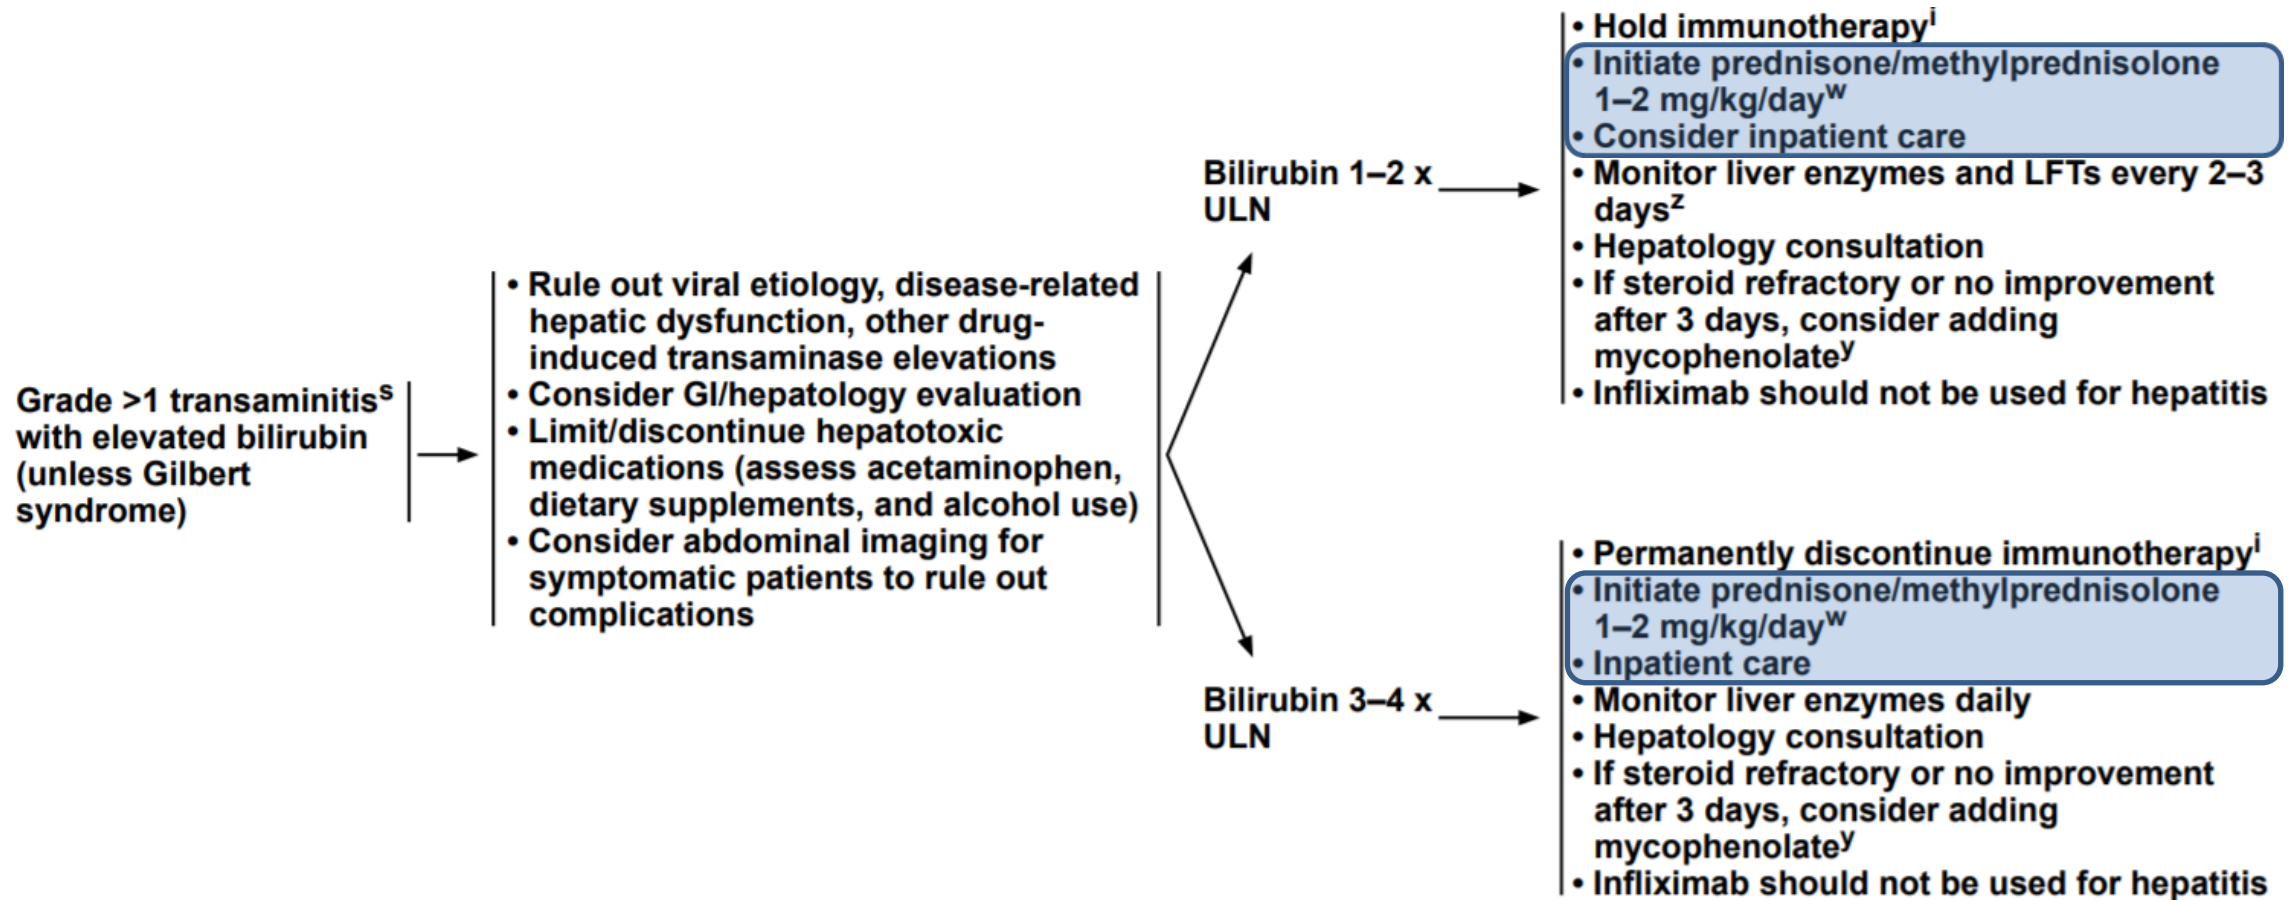 Grade >1 transaminitisˢ
with elevated bilirubin
(unless Gilbert
syndrome)
• Rule out viral etiology, disease-related
hepatic dysfunction, other drug-
induced transaminase elevations
• Consider GI/hepatology evaluation
• Limit/discontinue hepatotoxic
medications (assess acetaminophen,
dietary supplements, and alcohol use)
• Consider abdominal imaging for
symptomatic patients to rule out
complications
Bilirubin 1–2 x
ULN
• Hold immunotherapyⁱ
• Initiate prednisone/methylprednisolone
1–2 mg/kg/dayʷ
• Consider inpatient care
• Monitor liver enzymes and LFTs every 2–3
daysᶻ
• Hepatology consultation
• If steroid refractory or no improvement
after 3 days, consider adding
mycophenolateʸ
• Infliximab should not be used for hepatitis
Bilirubin 3–4 x
ULN
• Permanently discontinue immunotherapyⁱ
• Initiate prednisone/methylprednisolone
1–2 mg/kg/dayʷ
• Inpatient care
• Monitor liver enzymes daily
• Hepatology consultation
• If steroid refractory or no improvement
after 3 days, consider adding
mycophenolateʸ
• Infliximab should not be used for hepatitis